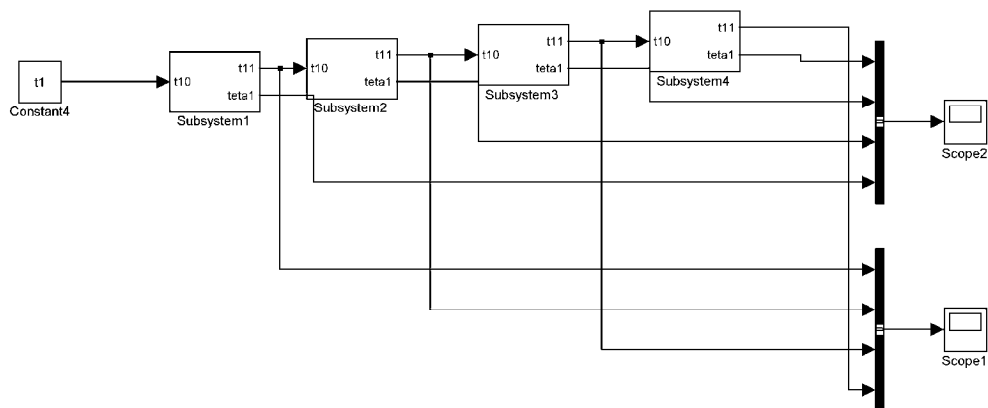 t1
Constant4
t10
t11
teta1
Subsystem1
t10
t11
teta1
Subsystem2
t10
t11
teta1
Subsystem3
t10
t11
teta1
Subsystem4
Scope2
Scope1